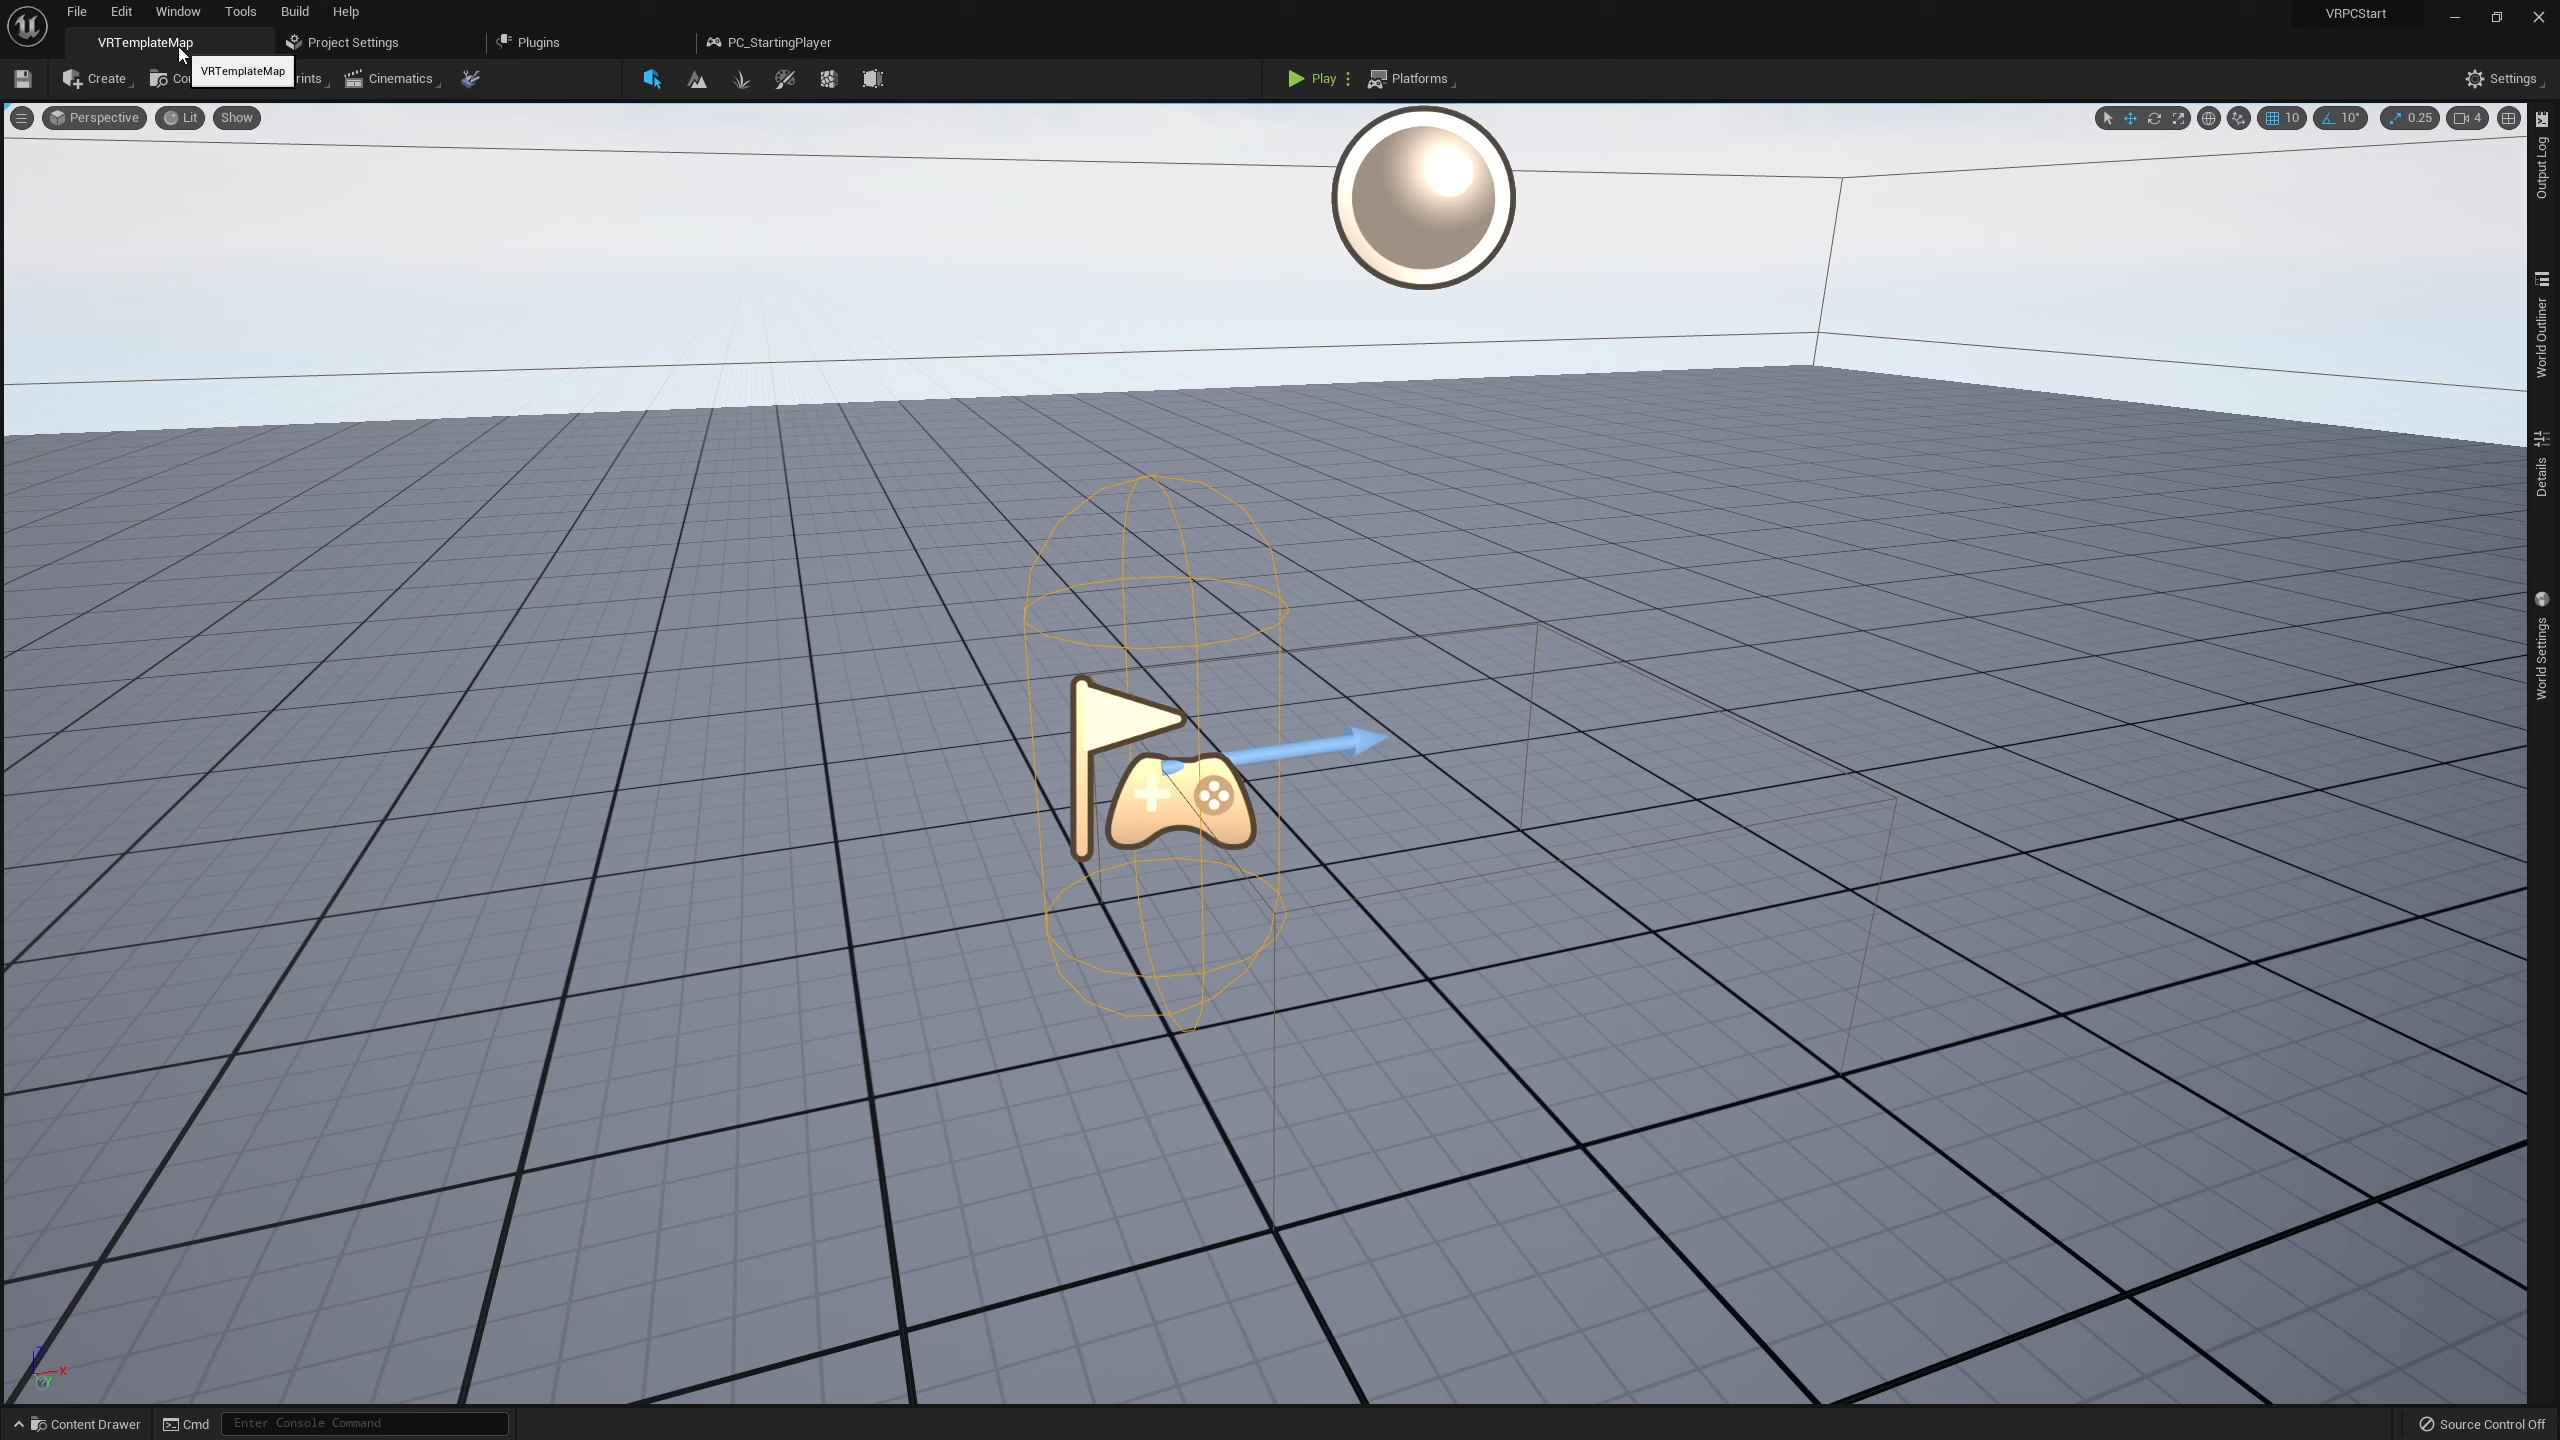 File Edit Window Tools Build Help
VRPCStart
VRTemplateMap Project Settings Plugins PC_StartingPlayer
Create Co rints Cinematics Play Platforms Settings
VRTemplateMap
Perspective Lit Show 10 10° 0.25 4
Output Log
World Outliner
Details
World Settings
X
y
Content Drawer Cmd Enter Console Command Source Control Off